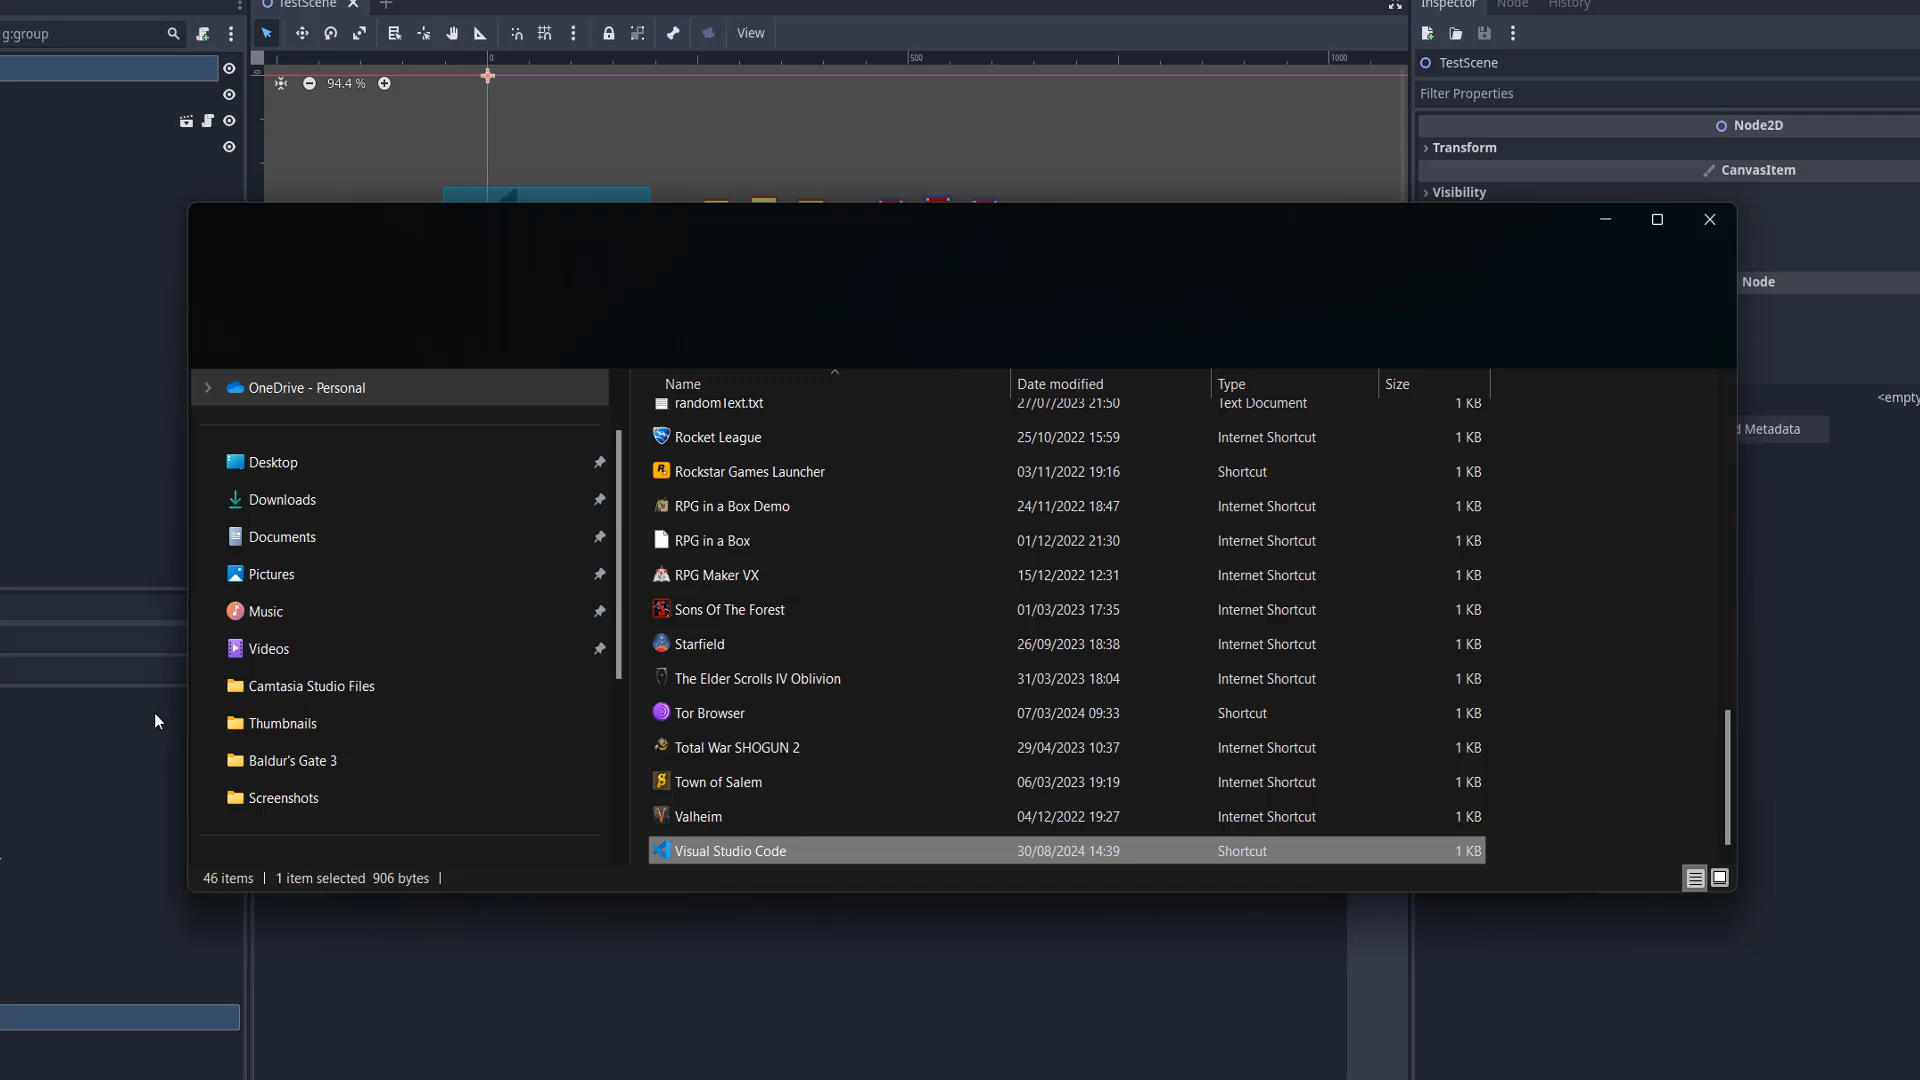 TestScene
Inspector Node History
g:group
View
TestScene
0 500 1000
94.4 %
Filter Properties
Node2D
Transform
CanvasItem
Visibility
Node
<empty
d Metadata
OneDrive - Personal
Desktop
Downloads
Documents
Pictures
Music
Videos
Camtasia Studio Files
Thumbnails
Baldur's Gate 3
Screenshots
Name Date modified Type Size
randomText.txt 27/07/2023 21:50 Text Document 1 KB
Rocket League 25/10/2022 15:59 Internet Shortcut 1 KB
Rockstar Games Launcher 03/11/2022 19:16 Shortcut 1 KB
RPG in a Box Demo 24/11/2022 18:47 Internet Shortcut 1 KB
RPG in a Box 01/12/2022 21:30 Internet Shortcut 1 KB
RPG Maker VX 15/12/2022 12:31 Internet Shortcut 1 KB
Sons Of The Forest 01/03/2023 17:35 Internet Shortcut 1 KB
Starfield 26/09/2023 18:38 Internet Shortcut 1 KB
The Elder Scrolls IV Oblivion 31/03/2023 18:04 Internet Shortcut 1 KB
Tor Browser 07/03/2024 09:33 Shortcut 1 KB
Total War SHOGUN 2 29/04/2023 10:37 Internet Shortcut 1 KB
Town of Salem 06/03/2023 19:19 Internet Shortcut 1 KB
Valheim 04/12/2022 19:27 Internet Shortcut 1 KB
Visual Studio Code 30/08/2024 14:39 Shortcut 1 KB
46 items 1 item selected 906 bytes